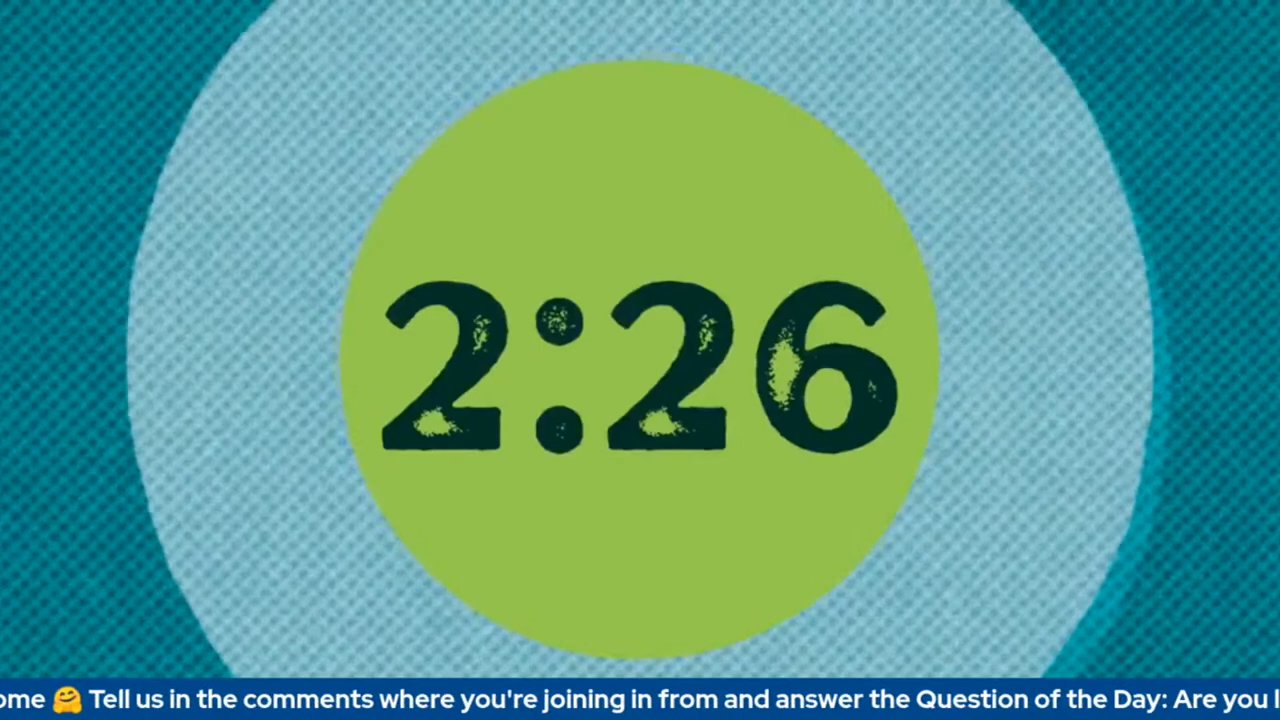 2:26
ome 🤗 Tell us in the comments where you're joining in from and answer the Question of the Day: Are you